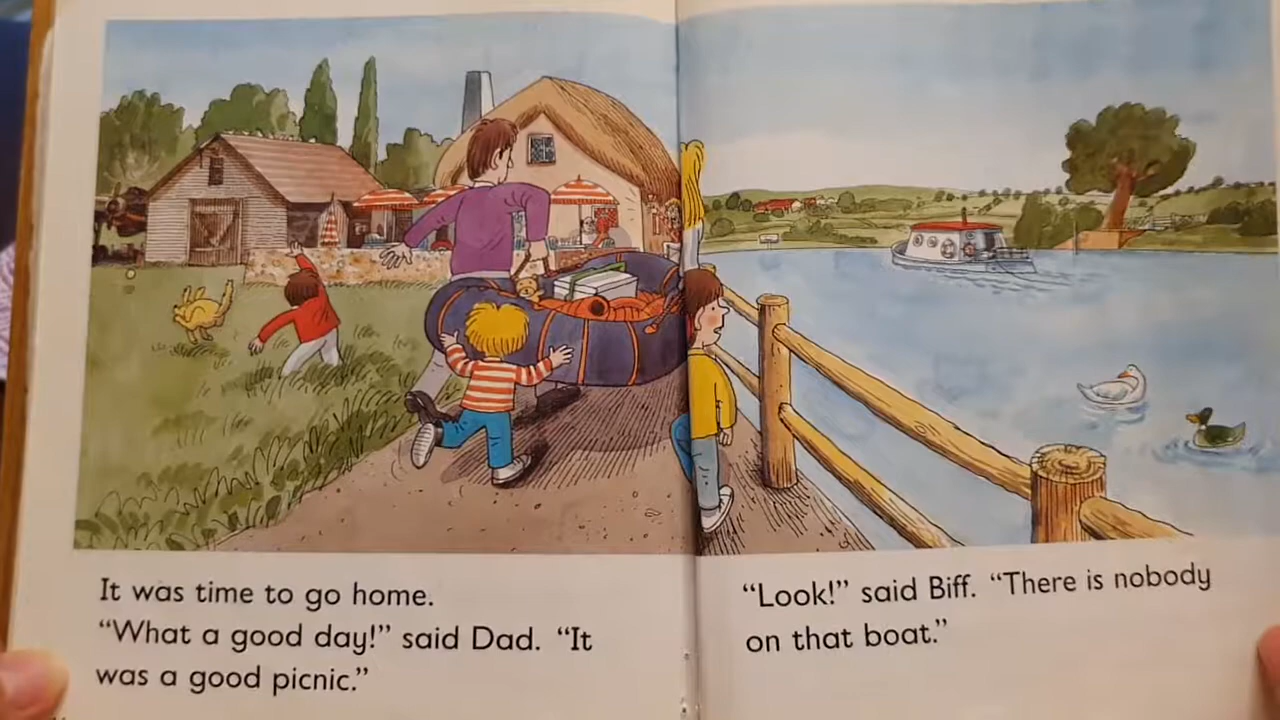 It was time to go home.
“What a good day!” said Dad. “It
was a good picnic.”
“Look!” said Biff. “There is nobody
on that boat.”